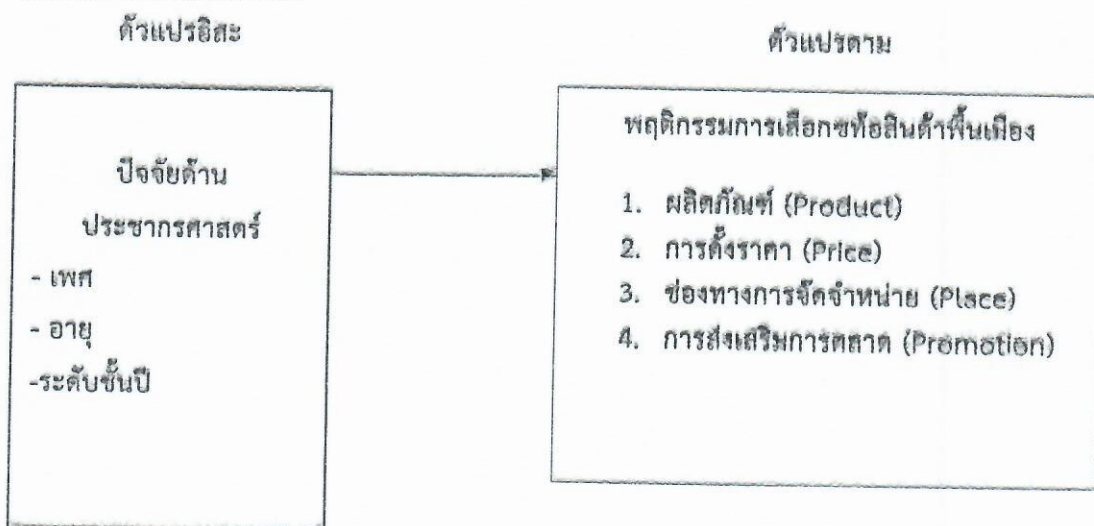 ตัวแปรอิสระ
ตัวแปรตาม
ปัจจัยด้าน
ประชากรศาสตร์
- เพศ
- อายุ
-ระดับชั้นปี
พฤติกรรมการเลือกซื้อสินค้าพื้นเมือง
1. ผลิตภัณฑ์ (Product)
2. การตั้งราคา (Price)
3. ช่องทางการจัดจำหน่าย (Place)
4. การส่งเสริมการตลาด (Promotion)